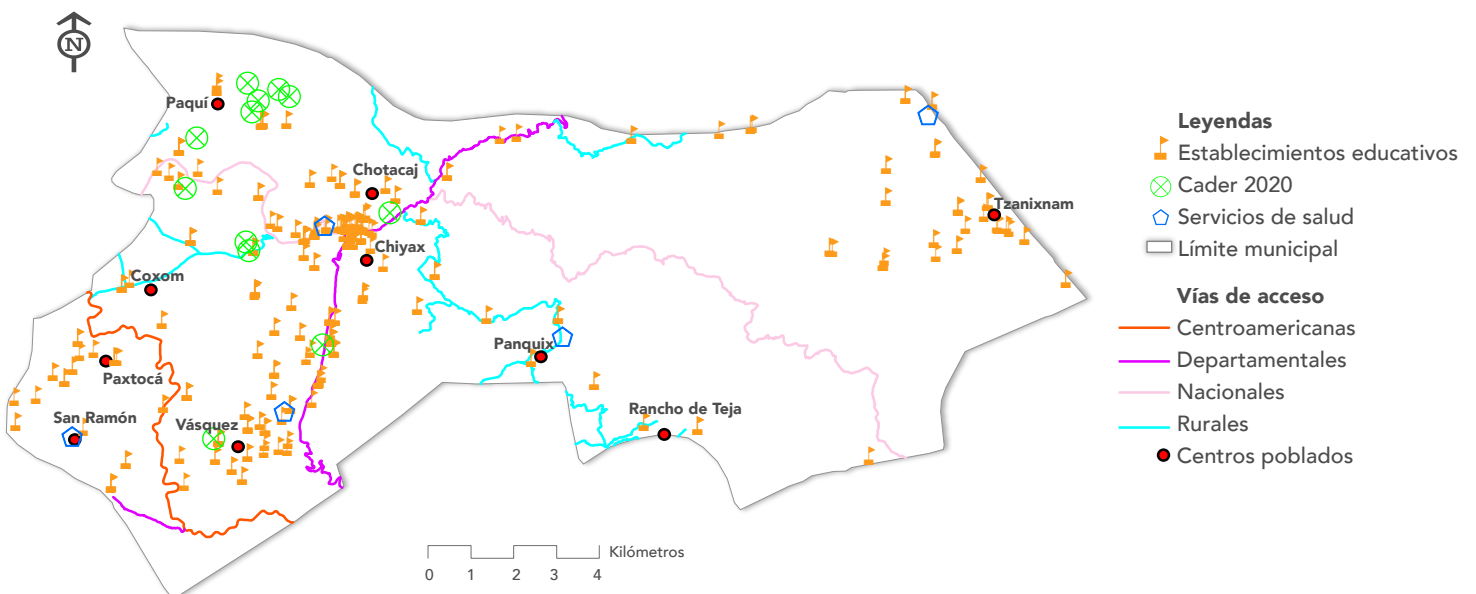 N
Paquí
Chotacaj
Chiyax
Coxom
Paxtocá
San Ramón
Vásquez
Panquix
Rancho de Teja
Tzanixnam
Kilómetros
0 1 2 3 4
Leyendas
Establecimientos educativos
Cader 2020
Servicios de salud
Límite municipal
Vías de acceso
Centroamericanas
Departamentales
Nacionales
Rurales
Centros poblados